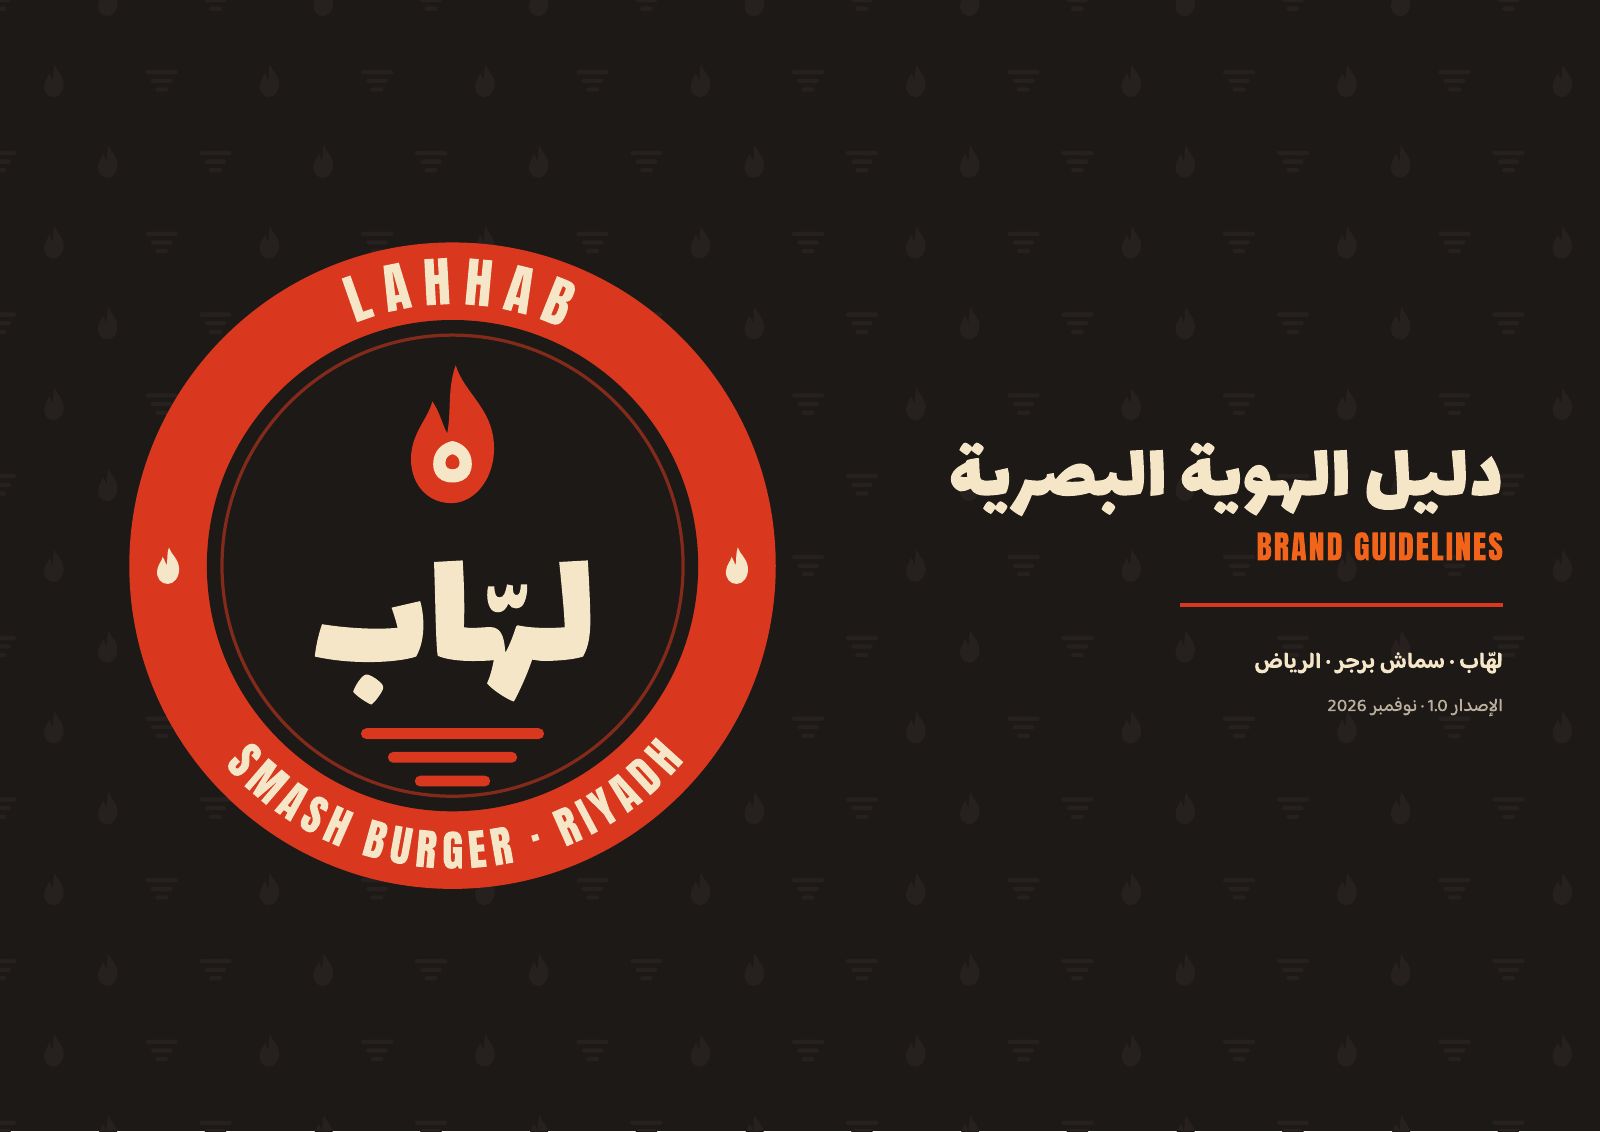 LAHHAB
ه
لهّاب
SMASH BURGER · RIYADH
دليل الهوية البصرية
BRAND GUIDELINES
لهّاب · سماش برجر · الرياض
الإصدار 1.0 · نوفمبر 2026